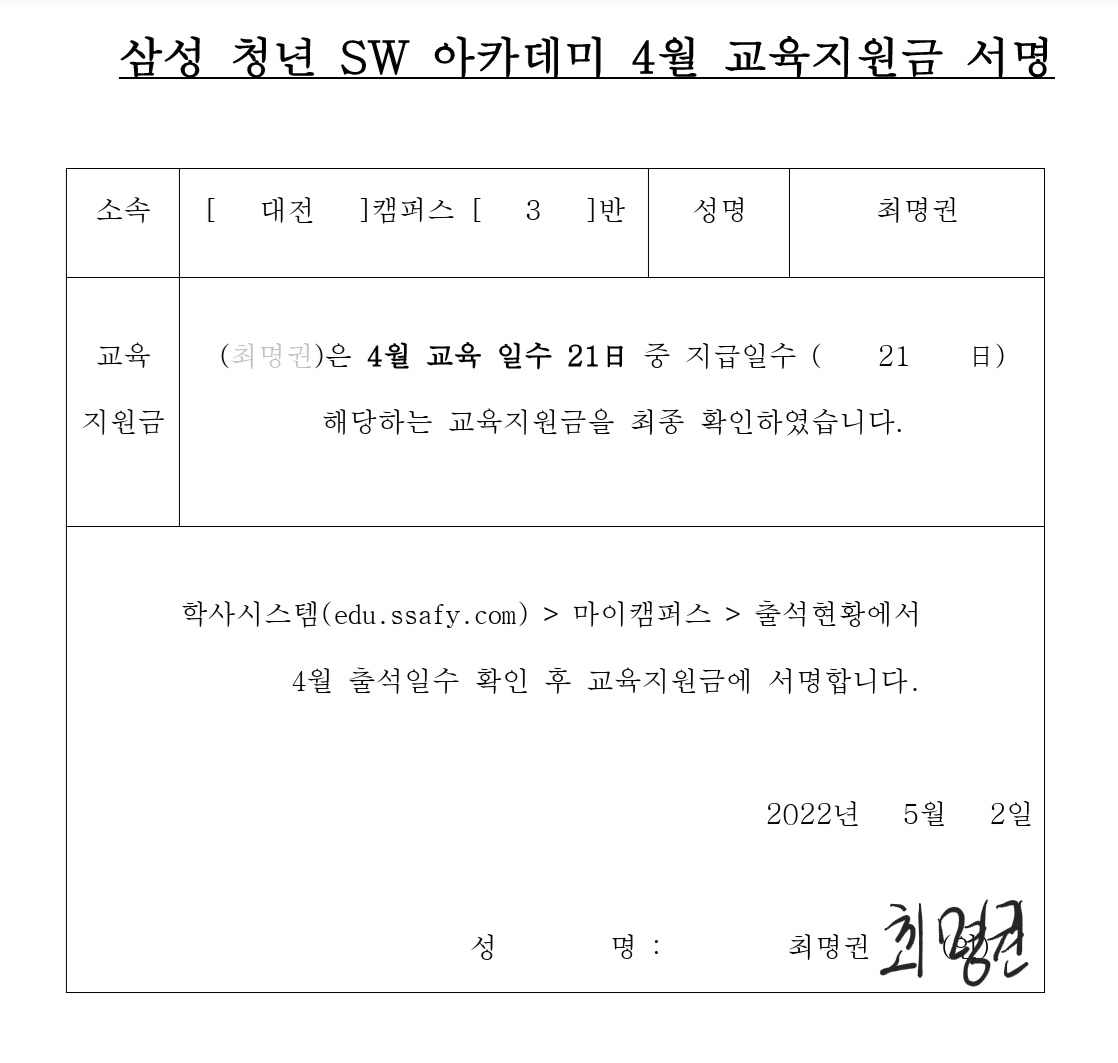 삼성 청년 SW 아카데미 4월 교육지원금 서명
소속 [ 대전 ]캠퍼스 [ 3 ]반 성명 최명권
교육
지원금
(최명권)은 4월 교육 일수 21日 중 지급일수 ( 21 日)
해당하는 교육지원금을 최종 확인하였습니다.
학사시스템(edu.ssafy.com) > 마이캠퍼스 > 출석현황에서
4월 출석일수 확인 후 교육지원금에 서명합니다.
2022년 5월 2일
성 명 : 최명권 (인) 최명권